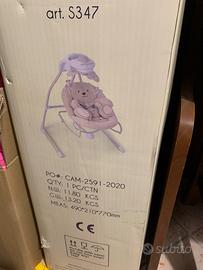 art. S347
PO#: CAM-2591-2020
Q'TY: 1 PC/CTN
N.W: 11.80 KGS
G.W: 13.20 KGS
MEAS: 490*210*770mm
CE
subito